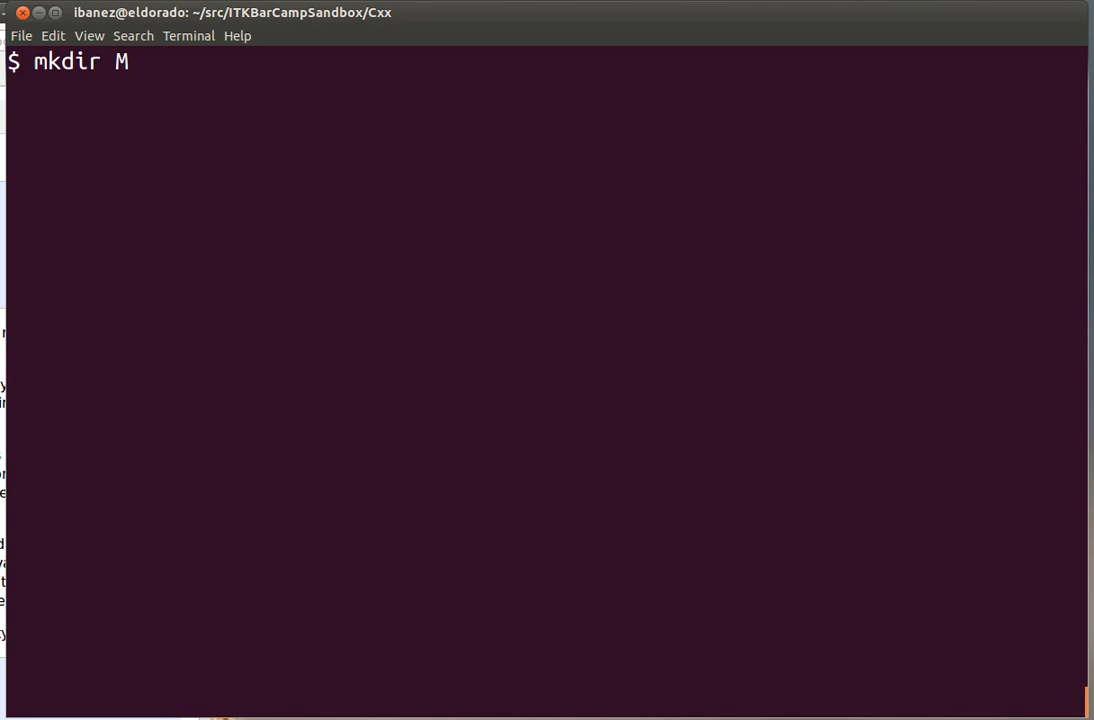 ibanez@eldorado: ~/src/ITKBarCampSandbox/Cxx
File Edit View Search Terminal Help
$ mkdir M